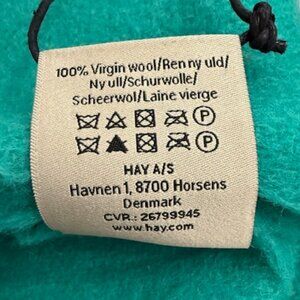 100% Virgin wool/Ren ny uld/
Ny ull/Schurwolle/
Scheerwol/Laine vierge
P
P
HAY A/S
Havnen 1, 8700 Horsens
Denmark
CVR.: 26799945
www.hay.com